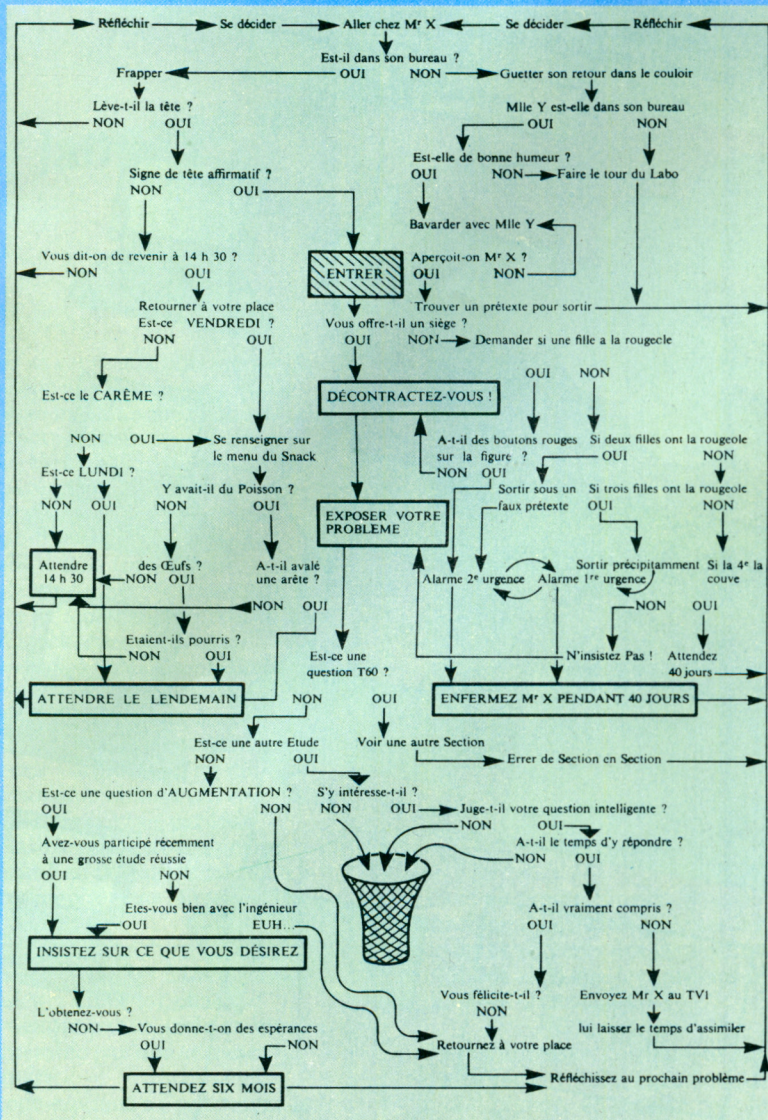 Réfléchir Se décider Aller chez Mr X Se décider Réfléchir
Est-il dans son bureau ?
Frapper OUI NON Guetter son retour dans le couloir
Lève-t-il la tête ? Mlle Y est-elle dans son bureau
NON OUI OUI NON
Est-elle de bonne humeur ?
Signe de tête affirmatif ? OUI NON Faire le tour du Labo
NON OUI
Bavarder avec Mlle Y
Vous dit-on de revenir à 14 h 30 ? Aperçoit-on Mr X ?
NON OUI ENTRER OUI NON
Retourner à votre place Trouver un prétexte pour sortir
Est-ce VENDREDI ? Vous offre-t-il un siège ?
NON OUI OUI NON Demander si une fille a la rougeole
OUI NON
Est-ce le CARÊME ? DÉCONTRACTEZ-VOUS !
NON OUI Se renseigner sur A-t-il des boutons rouges Si deux filles ont la rougeole
le menu du Snack sur la figure ? OUI NON
Est-ce LUNDI ? NON OUI
Y avait-il du Poisson ? Sortir sous un Si trois filles ont la rougeole
NON OUI NON OUI faux prétexte OUI NON
EXPOSER VOTRE
PROBLÈME
Attendre des Œufs ? A-t-il avalé Sortir précipitamment Si la 4e la
14 h 30 NON OUI une arête ? Alarme 2e urgence Alarme 1re urgence couve
NON OUI NON OUI
Etaient-ils pourris ?
NON OUI Est-ce une N'insistez Pas ! Attendez
question T60 ? 40 jours
ATTENDRE LE LENDEMAIN NON OUI ENFERMEZ Mr X PENDANT 40 JOURS
Est-ce une autre Etude Voir une autre Section
NON OUI Errer de Section en Section
Est-ce une question d'AUGMENTATION ? S'y intéresse-t-il ?
OUI NON NON OUI Juge-t-il votre question intelligente ?
NON OUI
Avez-vous participé récemment A-t-il le temps d'y répondre ?
à une grosse étude réussie NON OUI
OUI NON
Etes-vous bien avec l'ingénieur A-t-il vraiment compris ?
OUI EUH... OUI NON
INSISTEZ SUR CE QUE VOUS DÉSIREZ
Vous félicite-t-il ? Envoyez Mr X au TV1
L'obtenez-vous ? NON
NON Vous donne-t-on des espérances lui laisser le temps d'assimiler
OUI NON Retournez à votre place
ATTENDEZ SIX MOIS Réfléchissez au prochain problème